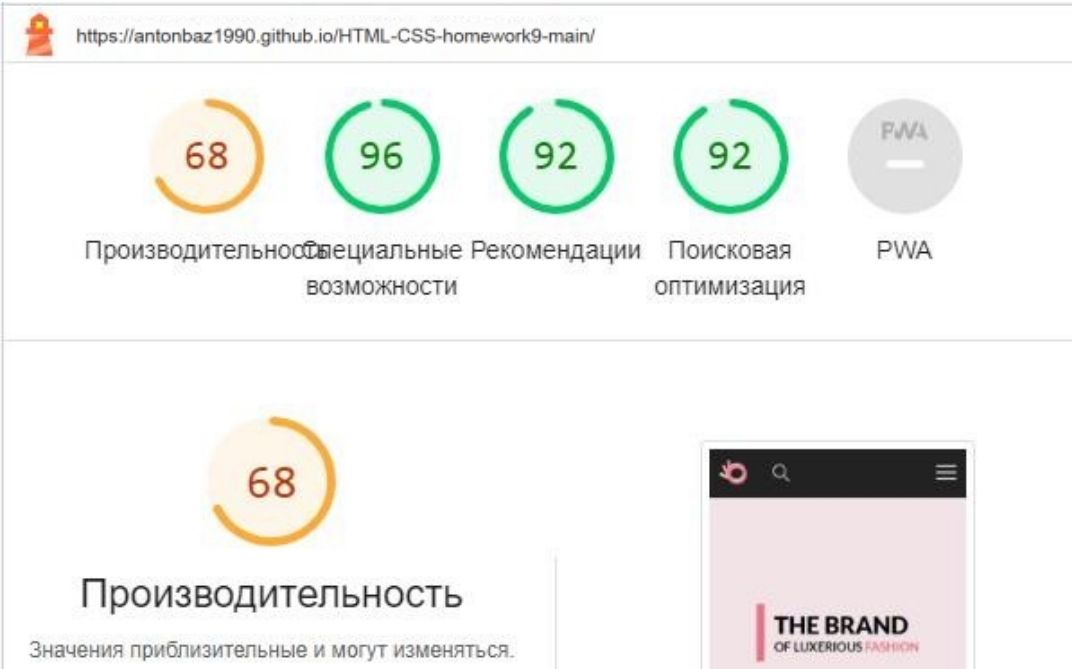 https://antonbaz1990.github.io/HTML-CSS-homework9-main/
68
96
92
92
PWA
Производительность
Специальные возможности
Рекомендации
Поисковая оптимизация
PWA
68
Производительность
Значения приблизительные и могут изменяться.
THE BRAND
OF LUXERIOUS FASHION